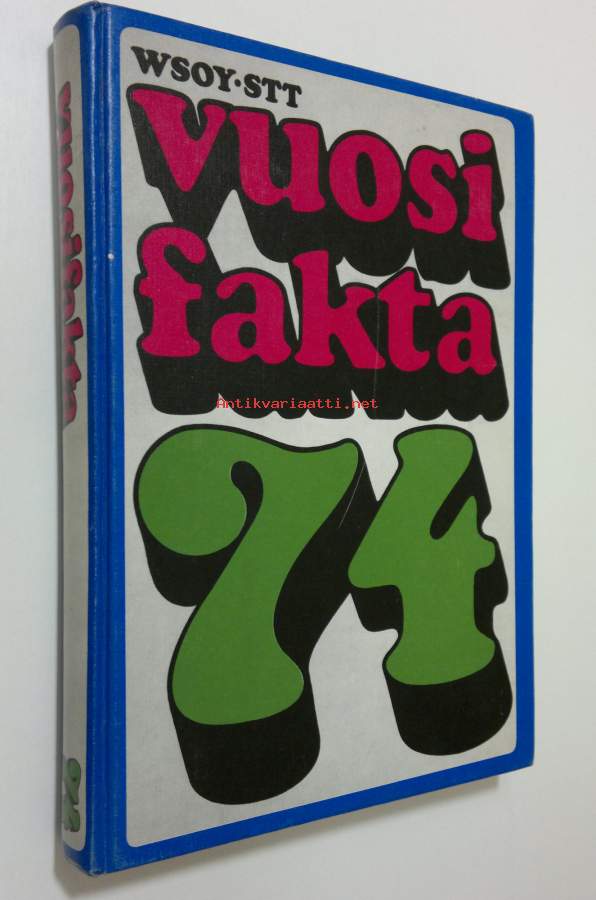 WSOY·STT
vuosi
fakta
74
Antikvariaatti.net
vuosifakta
74